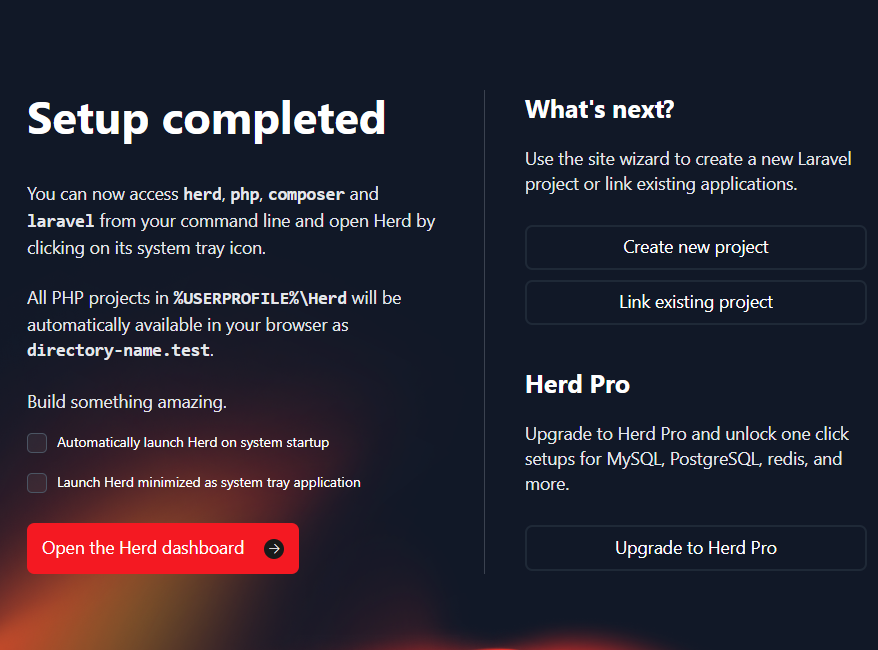 Setup completed
You can now access herd, php, composer and
laravel from your command line and open Herd by
clicking on its system tray icon.
All PHP projects in %USERPROFILE%\Herd will be
automatically available in your browser as
directory-name.test.
Build something amazing.
Automatically launch Herd on system startup
Launch Herd minimized as system tray application
Open the Herd dashboard
What's next?
Use the site wizard to create a new Laravel
project or link existing applications.
Create new project
Link existing project
Herd Pro
Upgrade to Herd Pro and unlock one click
setups for MySQL, PostgreSQL, redis, and
more.
Upgrade to Herd Pro